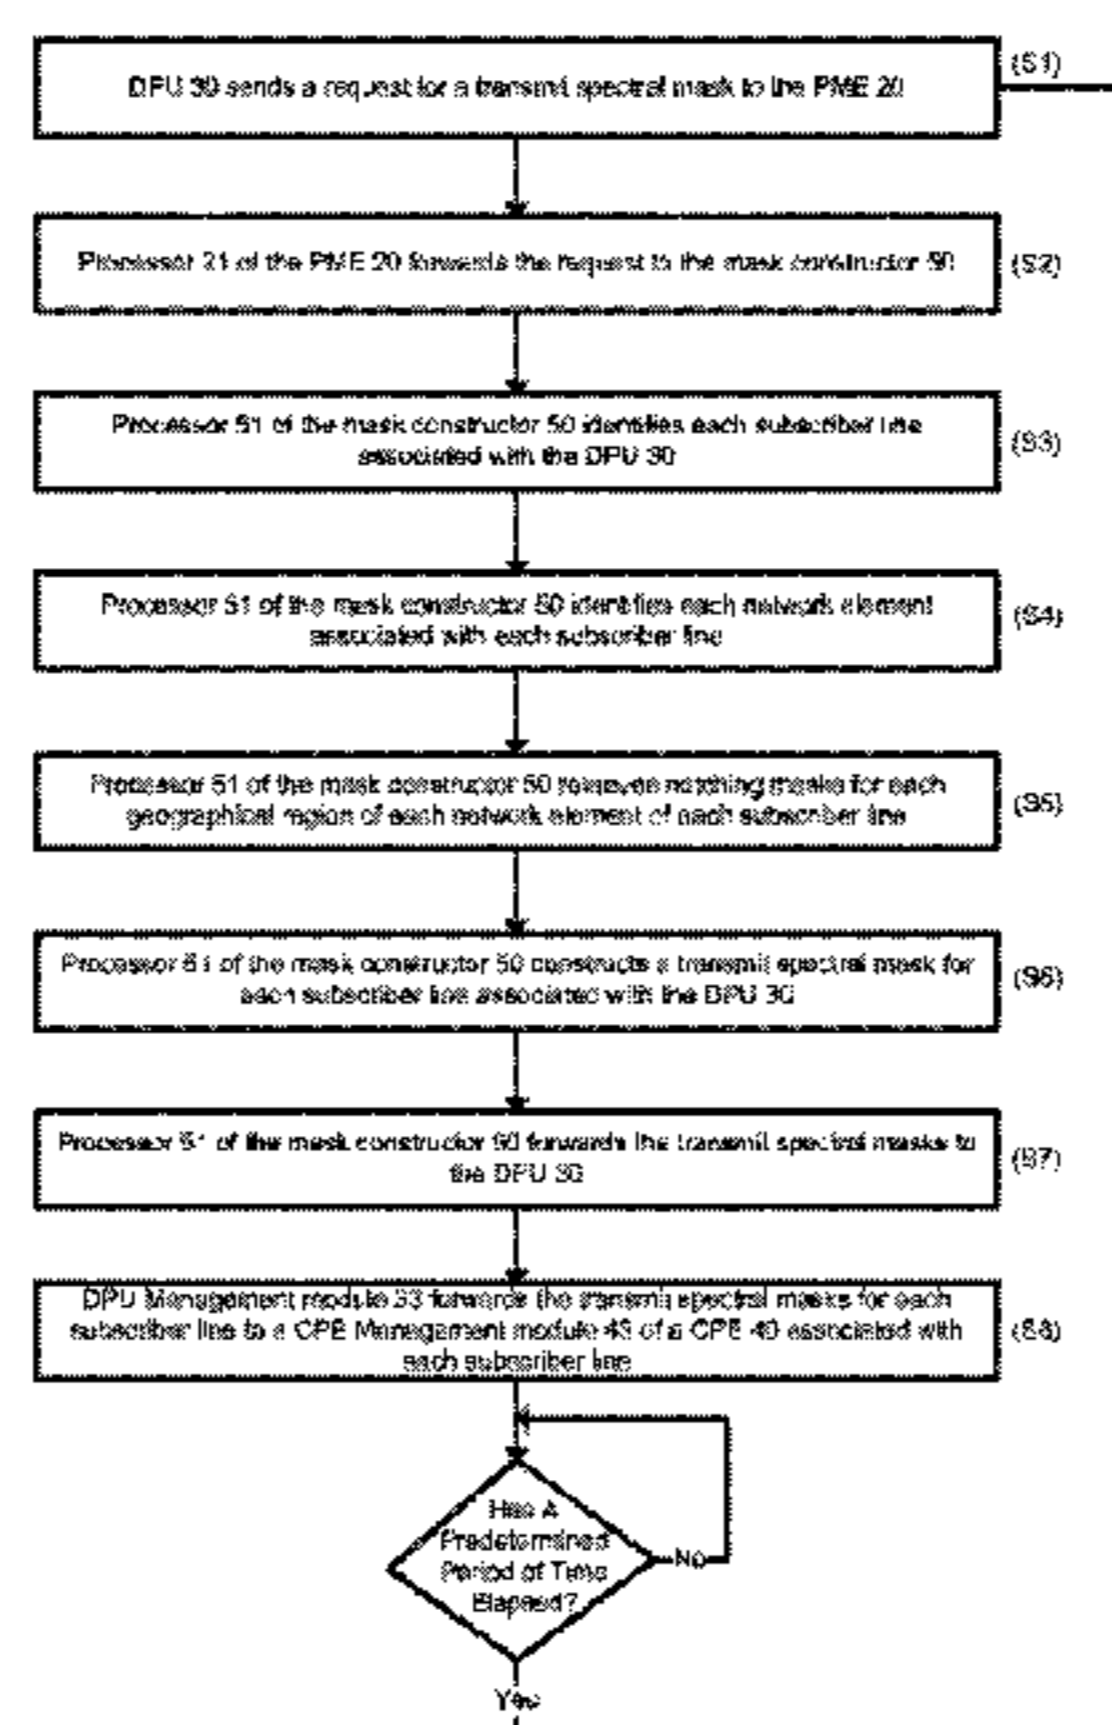 DPU 30 sends a request for a transmit spectral mask to the PME 20
(S1)
Processor 21 of the PME 20 forwards the request to the mask constructor 50
(S2)
Processor 51 of the mask constructor 50 identifies each subscriber line
associated with the DPU 30
(S3)
Processor 51 of the mask constructor 50 identifies each network element
associated with each subscriber line
(S4)
Processor 51 of the mask constructor 50 retrieves notching masks for each
geographical region of each network element of each subscriber line
(S5)
Processor 51 of the mask constructor 50 constructs a transmit spectral mask for
each subscriber line associated with the DPU 30
(S6)
Processor 51 of the mask constructor 50 forwards the transmit spectral masks to
the DPU 30
(S7)
DPU Management module 33 forwards the transmit spectral masks for each
subscriber line to a CPE Management module 43 of a CPE 40 associated with
each subscriber line
(S8)
Has A
Predetermined
Period of Time
Elapsed?
No
Yes